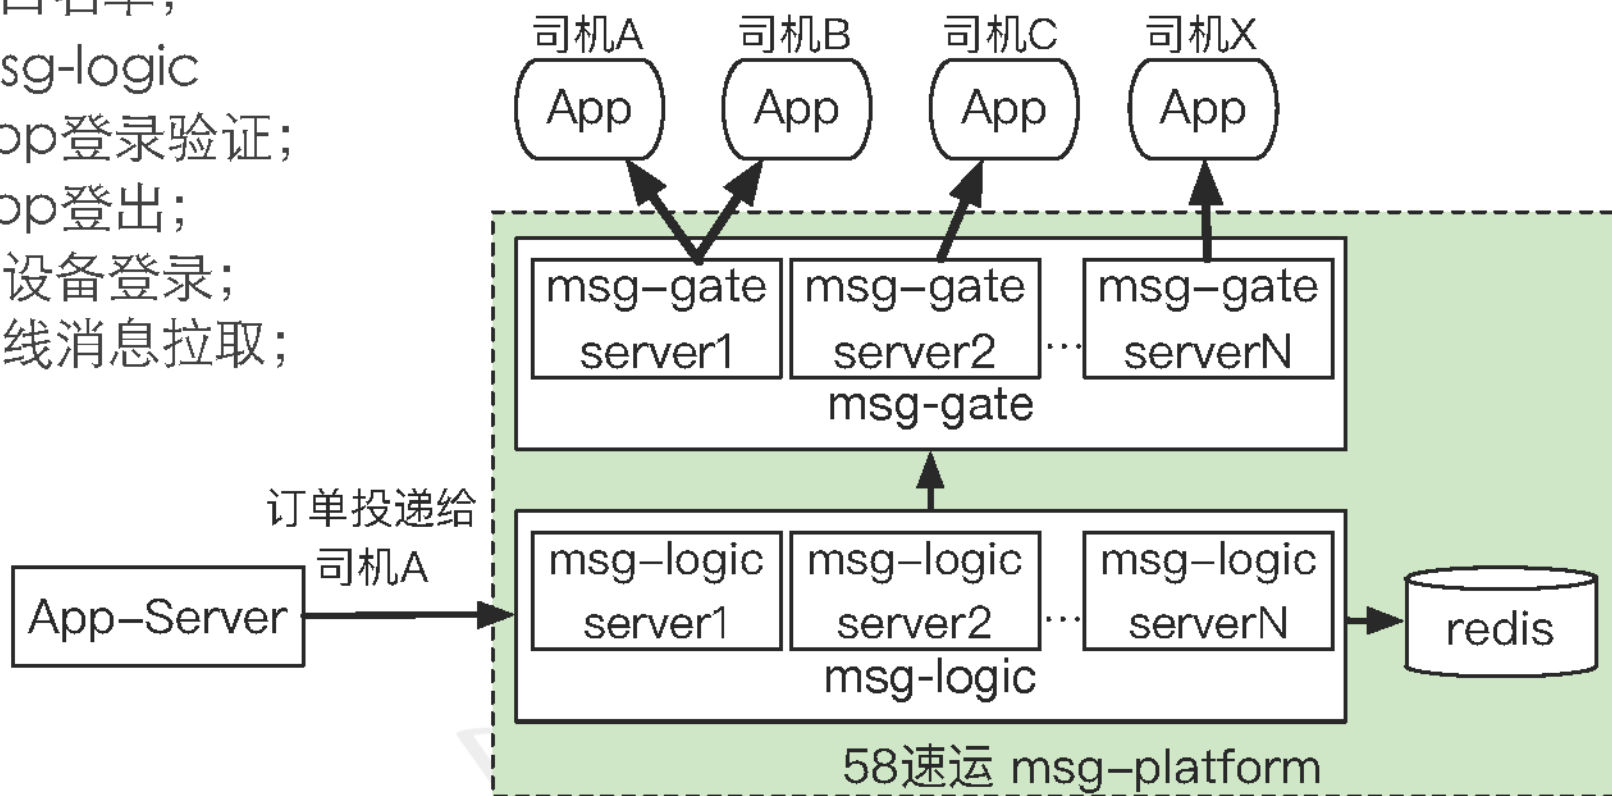 白名单；
sg-logic
pp登录验证；
pp登出；
设备登录；
线消息拉取；
司机A
司机B
司机C
司机X
App
App
App
App
msg-gate
server1
msg-gate
server2
...
msg-gate
serverN
msg-gate
订单投递给
司机A
App-Server
msg-logic
server1
msg-logic
server2
...
msg-logic
serverN
msg-logic
redis
58速运 msg-platform